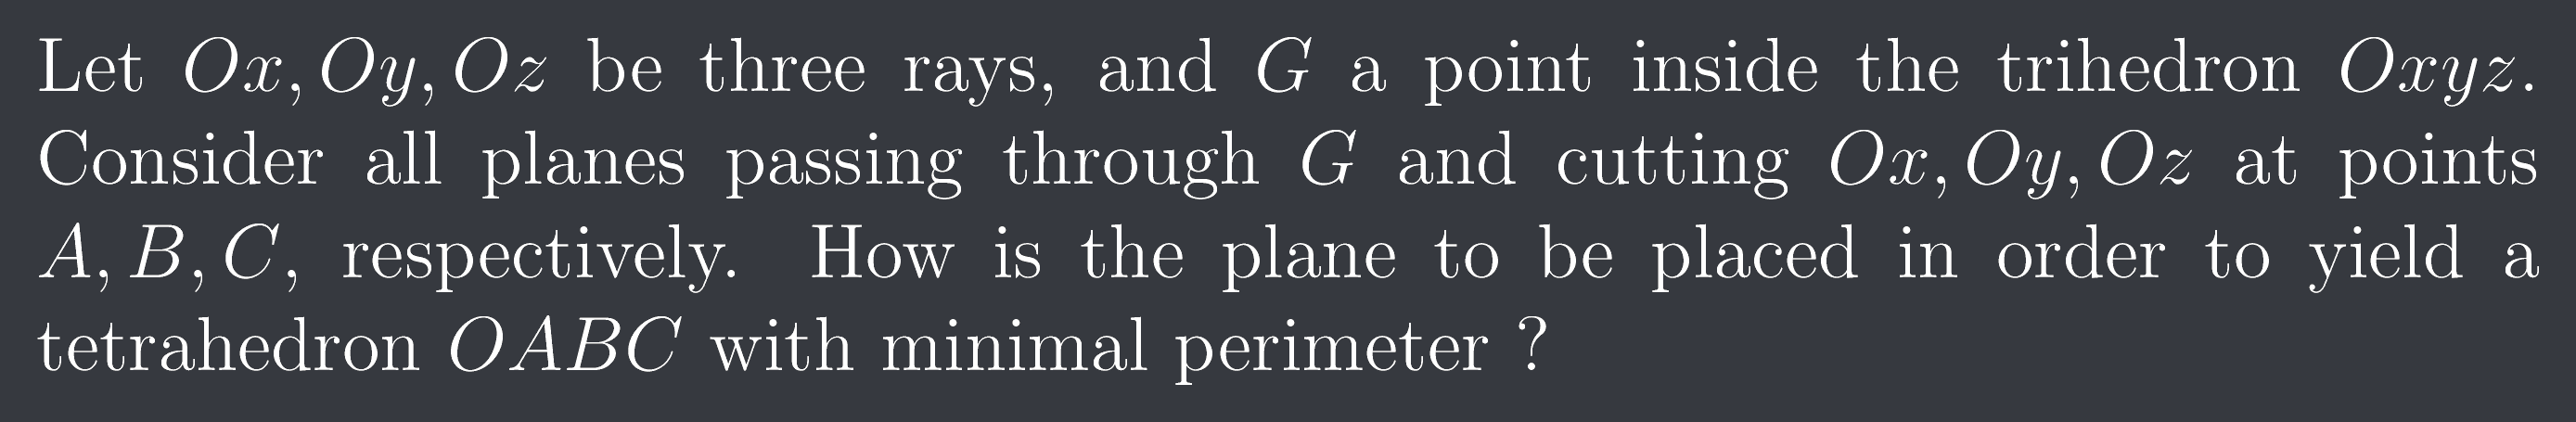 Let Ox, Oy, Oz be three rays, and G a point inside the trihedron Oxyz.
Consider all planes passing through G and cutting Ox, Oy, Oz at points
A, B, C, respectively. How is the plane to be placed in order to yield a
tetrahedron OABC with minimal perimeter ?